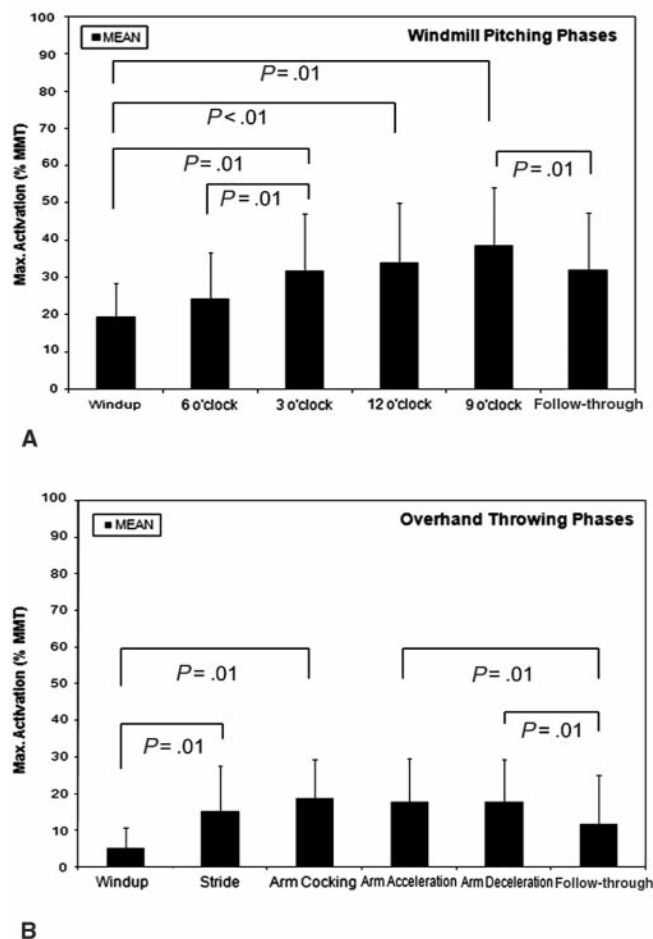 Windmill Pitching Phases
MEAN
Max. Activation (% MMT)
100
90
80
70
60
50
40
30
20
10
0
P = .01
P < .01
P = .01
P = .01
P = .01
Windup 6 o'clock 3 o'clock 12 o'clock 9 o'clock Follow-through
A
Overhand Throwing Phases
MEAN
Max. Activation (% MMT)
100
90
80
70
60
50
40
30
20
10
0
P = .01
P = .01
P = .01
P = .01
Windup Stride Arm Cocking Arm Acceleration Arm Deceleration Follow-through
B